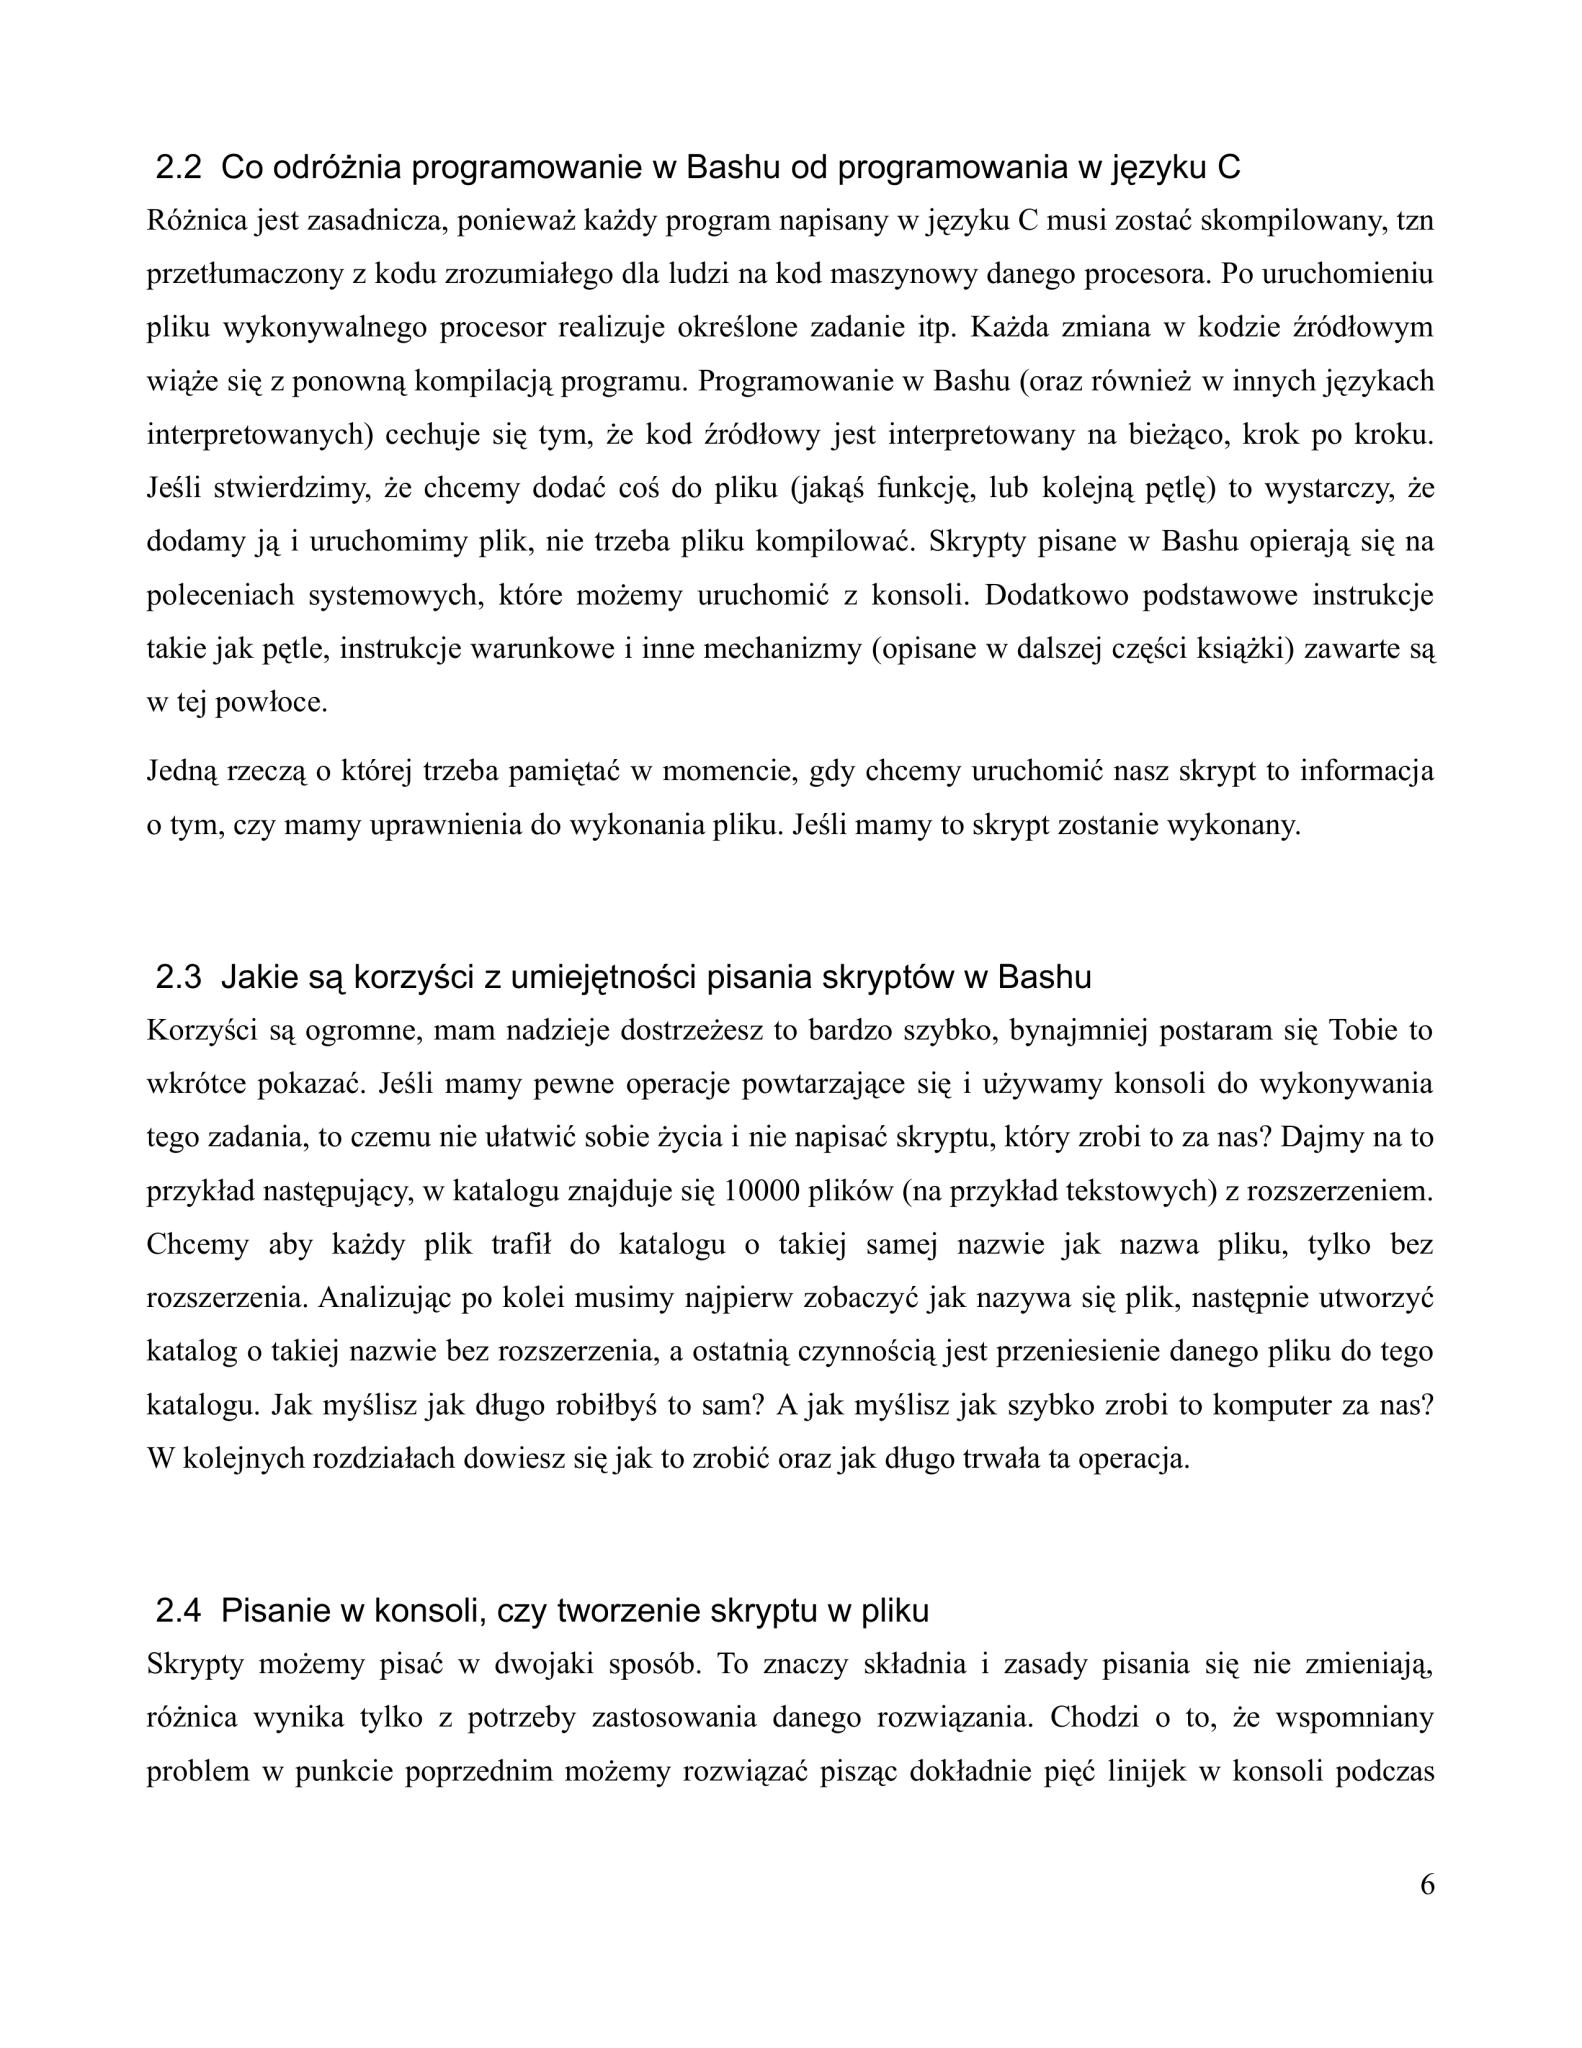 2.2 Co odróżnia programowanie w Bashu od programowania w języku C
Różnica jest zasadnicza, ponieważ każdy program napisany w języku C musi zostać skompilowany, tzn
przetłumaczony z kodu zrozumiałego dla ludzi na kod maszynowy danego procesora. Po uruchomieniu
pliku wykonywalnego procesor realizuje określone zadanie itp. Każda zmiana w kodzie źródłowym
wiąże się z ponowną kompilacją programu. Programowanie w Bashu (oraz również w innych językach
interpretowanych) cechuje się tym, że kod źródłowy jest interpretowany na bieżąco, krok po kroku.
Jeśli stwierdzimy, że chcemy dodać coś do pliku (jakąś funkcję, lub kolejną pętlę) to wystarczy, że
dodamy ją i uruchomimy plik, nie trzeba pliku kompilować. Skrypty pisane w Bashu opierają się na
poleceniach systemowych, które możemy uruchomić z konsoli. Dodatkowo podstawowe instrukcje
takie jak pętle, instrukcje warunkowe i inne mechanizmy (opisane w dalszej części książki) zawarte są
w tej powłoce.
Jedną rzeczą o której trzeba pamiętać w momencie, gdy chcemy uruchomić nasz skrypt to informacja
o tym, czy mamy uprawnienia do wykonania pliku. Jeśli mamy to skrypt zostanie wykonany.
2.3 Jakie są korzyści z umiejętności pisania skryptów w Bashu
Korzyści są ogromne, mam nadzieje dostrzeżesz to bardzo szybko, bynajmniej postaram się Tobie to
wkrótce pokazać. Jeśli mamy pewne operacje powtarzające się i używamy konsoli do wykonywania
tego zadania, to czemu nie ułatwić sobie życia i nie napisać skryptu, który zrobi to za nas? Dajmy na to
przykład następujący, w katalogu znajduje się 10000 plików (na przykład tekstowych) z rozszerzeniem.
Chcemy aby każdy plik trafił do katalogu o takiej samej nazwie jak nazwa pliku, tylko bez
rozszerzenia. Analizując po kolei musimy najpierw zobaczyć jak nazywa się plik, następnie utworzyć
katalog o takiej nazwie bez rozszerzenia, a ostatnią czynnością jest przeniesienie danego pliku do tego
katalogu. Jak myślisz jak długo robiłbyś to sam? A jak myślisz jak szybko zrobi to komputer za nas?
W kolejnych rozdziałach dowiesz się jak to zrobić oraz jak długo trwała ta operacja.
2.4 Pisanie w konsoli, czy tworzenie skryptu w pliku
Skrypty możemy pisać w dwojaki sposób. To znaczy składnia i zasady pisania się nie zmieniają,
różnica wynika tylko z potrzeby zastosowania danego rozwiązania. Chodzi o to, że wspomniany
problem w punkcie poprzednim możemy rozwiązać pisząc dokładnie pięć linijek w konsoli podczas
6